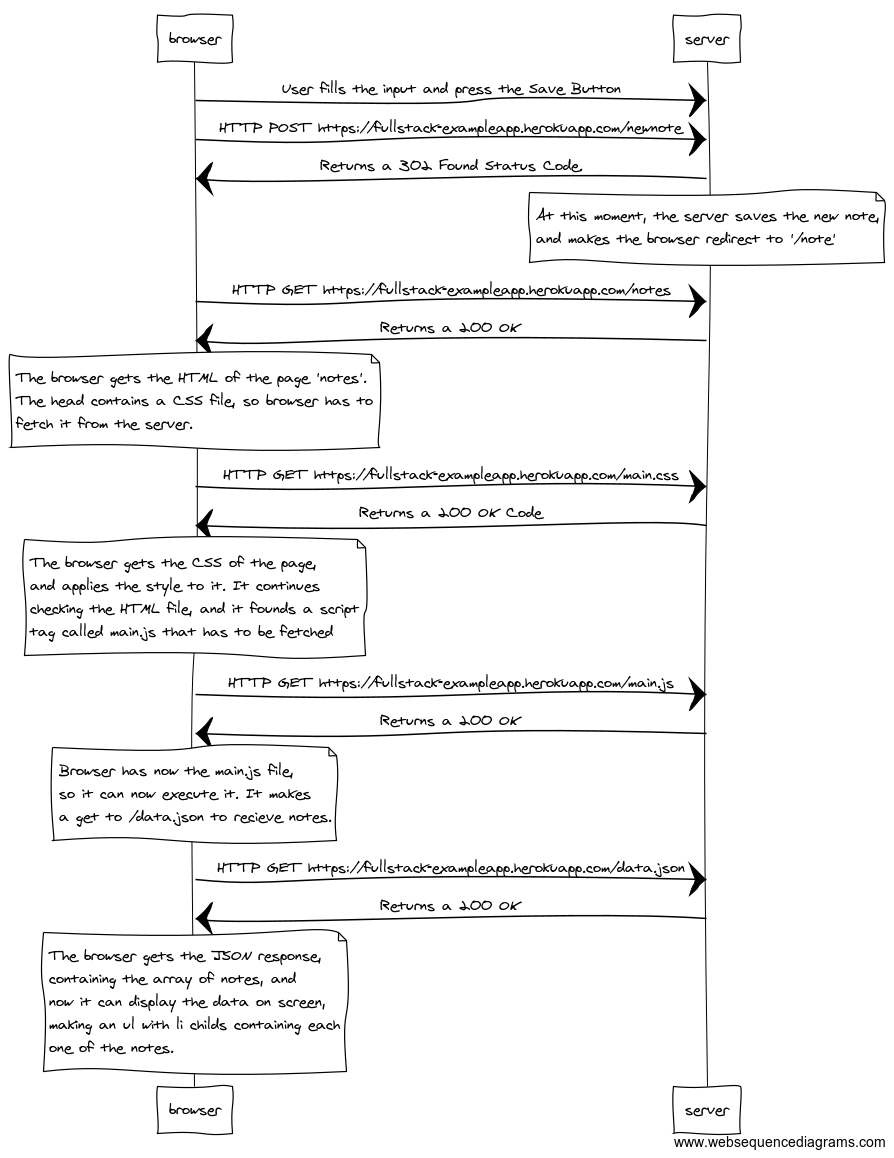 browser
server
User fills the input and press the Save Button
HTTP POST https://fullstack-exampleapp.herokuapp.com/newnote
Returns a 302 Found Status Code
At this moment, the server saves the new note,
and makes the browser redirect to '/note'
HTTP GET https://fullstack-exampleapp.herokuapp.com/notes
Returns a 200 OK
The browser gets the HTML of the page 'notes'.
The head contains a CSS file, so browser has to
fetch it from the server.
HTTP GET https://fullstack-exampleapp.herokuapp.com/main.css
Returns a 200 OK Code
The browser gets the CSS of the page,
and applies the style to it. It continues
checking the HTML file, and it founds a script
tag called main.js that has to be fetched
HTTP GET https://fullstack-exampleapp.herokuapp.com/main.js
Returns a 200 OK
Browser has now the main.js file,
so it can now execute it. It makes
a get to /data.json to recieve notes.
HTTP GET https://fullstack-exampleapp.herokuapp.com/data.json
Returns a 200 OK
The browser gets the JSON response,
containing the array of notes, and
now it can display the data on screen,
making an ul with li childs containing each
one of the notes.
browser
server
www.websequencediagrams.com